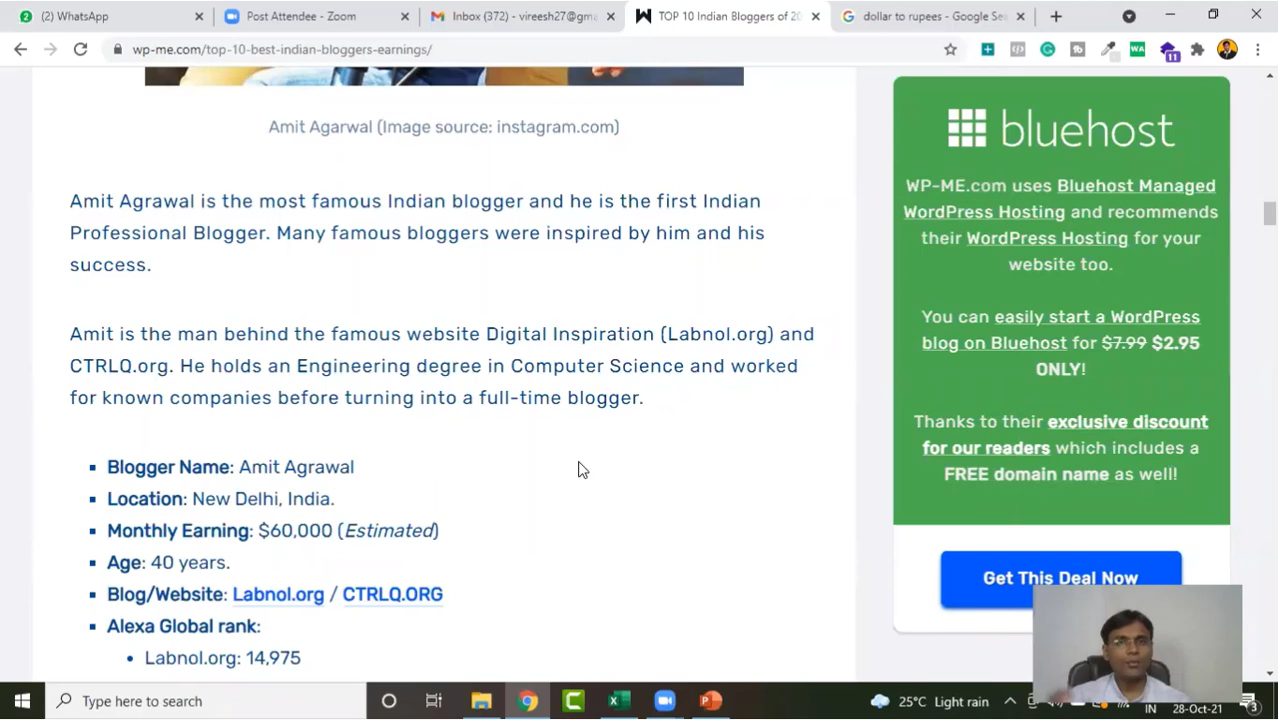 (2) WhatsApp
Post Attendee - Zoom
Inbox (372) - vireesh27@gma
TOP 10 Indian Bloggers of 20
dollar to rupees - Google Sea
wp-me.com/top-10-best-indian-bloggers-earnings/
WA
11
Amit Agarwal (Image source: instagram.com)
Amit Agrawal is the most famous Indian blogger and he is the first Indian
Professional Blogger. Many famous bloggers were inspired by him and his
success.
Amit is the man behind the famous website Digital Inspiration (Labnol.org) and
CTRLQ.org. He holds an Engineering degree in Computer Science and worked
for known companies before turning into a full-time blogger.
Blogger Name: Amit Agrawal
Location: New Delhi, India.
Monthly Earning: $60,000 (Estimated)
Age: 40 years.
Blog/Website: Labnol.org / CTRLQ.ORG
Alexa Global rank:
Labnol.org: 14,975
bluehost
WP-ME.com uses Bluehost Managed
WordPress Hosting and recommends
their WordPress Hosting for your
website too.
You can easily start a WordPress
blog on Bluehost for $7.99 $2.95
ONLY!
Thanks to their exclusive discount
for our readers which includes a
FREE domain name as well!
Get This Deal Now
Type here to search
25°C Light rain
IN
28-Oct-21
3